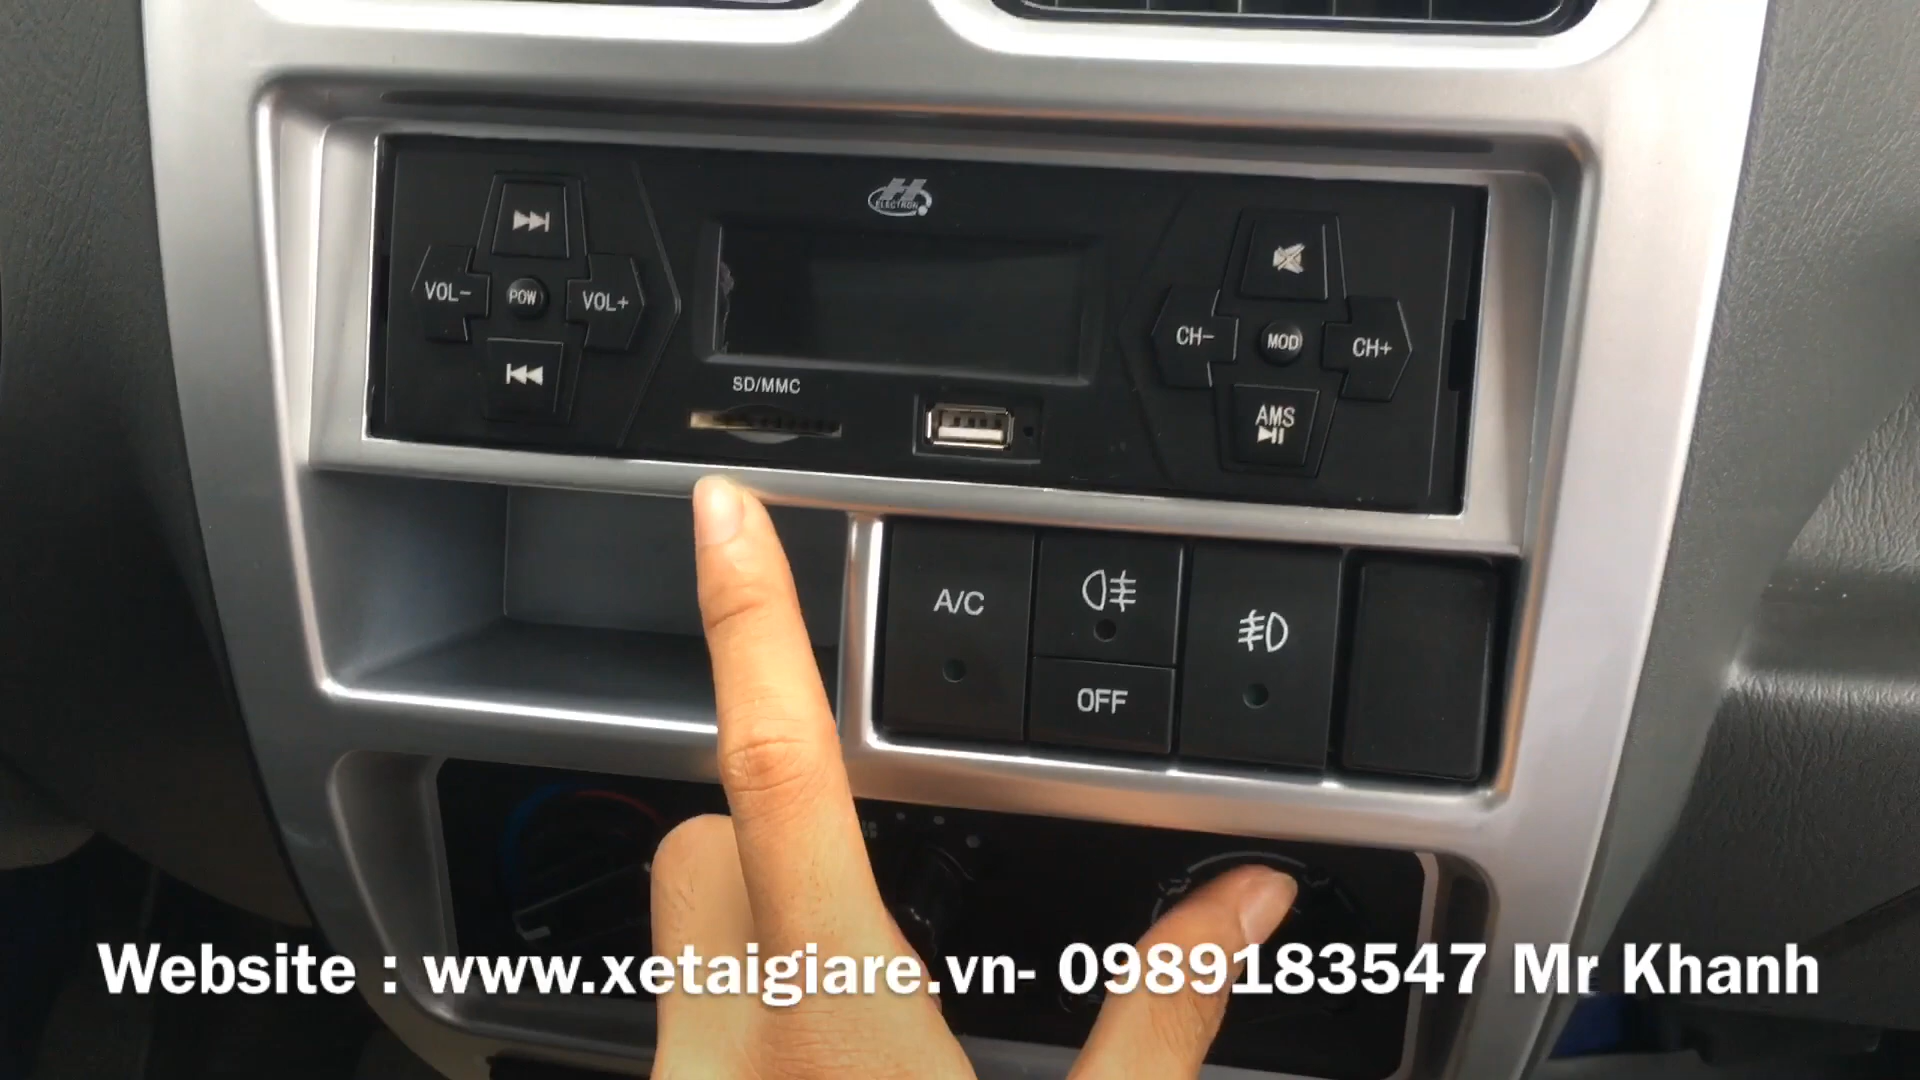 H
ELECTRON
VOL-
POW
VOL+
CH-
MOD
CH+
SD/MMC
AMS
A/C
OFF
Website : www.xetaigiare.vn- 0989183547 Mr Khanh